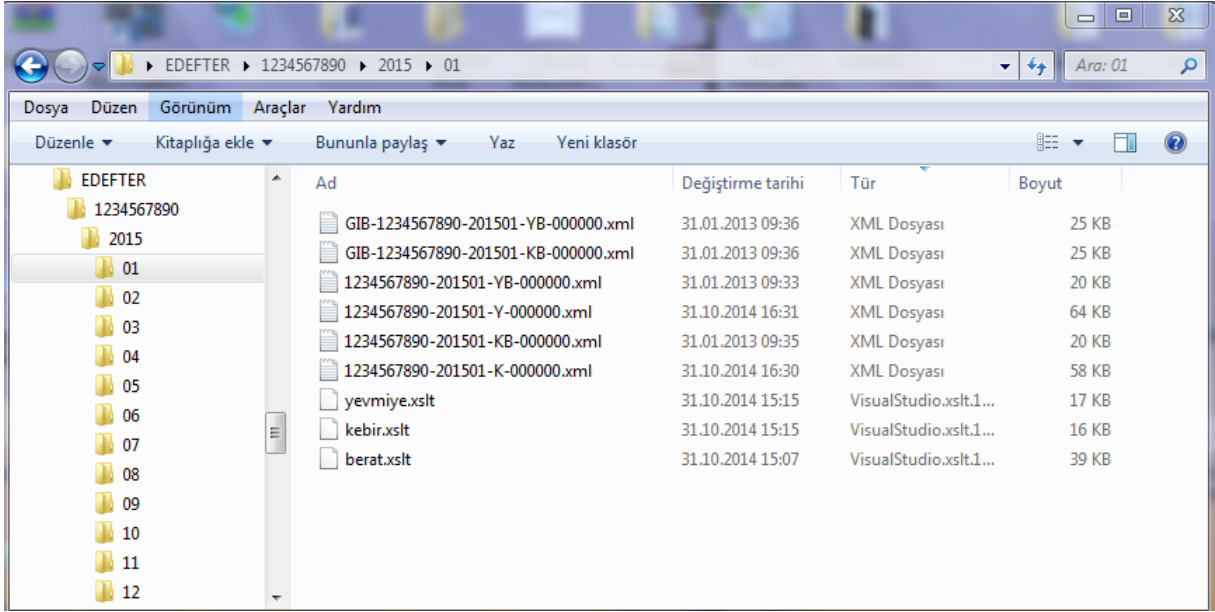 EDEFTER ▸ 1234567890 ▸ 2015 ▸ 01 Ara: 01
Dosya Düzen Görünüm Araçlar Yardım
Düzenle Kitaplığa ekle Bununla paylaş Yaz Yeni klasör
EDEFTER
1234567890
2015
01
02
03
04
05
06
07
08
09
10
11
12
Ad Değiştirme tarihi Tür Boyut
GIB-1234567890-201501-YB-000000.xml 31.01.2013 09:36 XML Dosyası 25 KB
GIB-1234567890-201501-KB-000000.xml 31.01.2013 09:36 XML Dosyası 25 KB
1234567890-201501-YB-000000.xml 31.01.2013 09:33 XML Dosyası 20 KB
1234567890-201501-Y-000000.xml 31.10.2014 16:31 XML Dosyası 64 KB
1234567890-201501-KB-000000.xml 31.01.2013 09:35 XML Dosyası 20 KB
1234567890-201501-K-000000.xml 31.10.2014 16:30 XML Dosyası 58 KB
yevmiye.xslt 31.10.2014 15:15 VisualStudio.xslt.1... 17 KB
kebir.xslt 31.10.2014 15:15 VisualStudio.xslt.1... 16 KB
berat.xslt 31.10.2014 15:07 VisualStudio.xslt.1... 39 KB